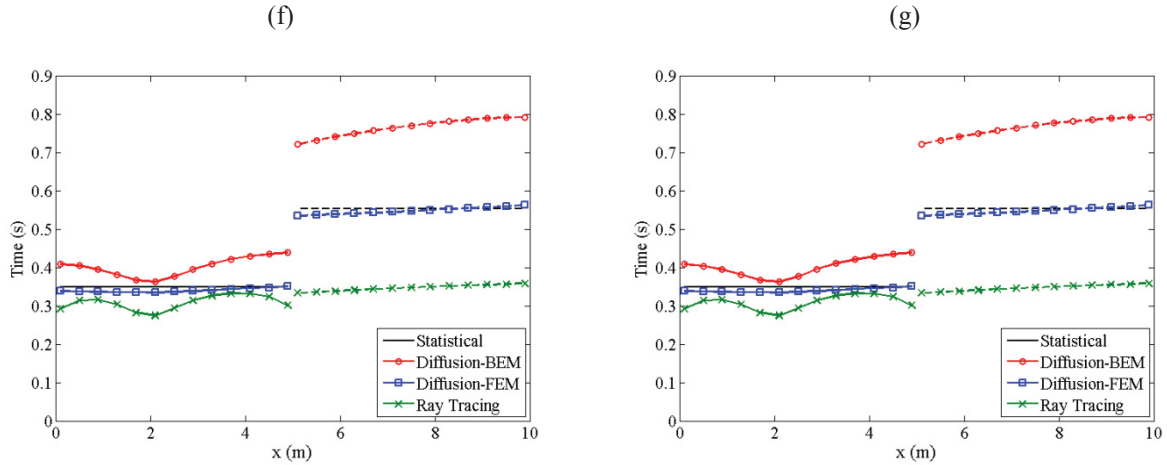 (f)
(g)
0.9
0.8
0.7
0.6
0.5
0.4
0.3
0.2
0.1
0
Time (s)
Statistical
Diffusion-BEM
Diffusion-FEM
Ray Tracing
0 2 4 6 8 10
x (m)
0.9
0.8
0.7
0.6
0.5
0.4
0.3
0.2
0.1
0
Time (s)
Statistical
Diffusion-BEM
Diffusion-FEM
Ray Tracing
0 2 4 6 8 10
x (m)